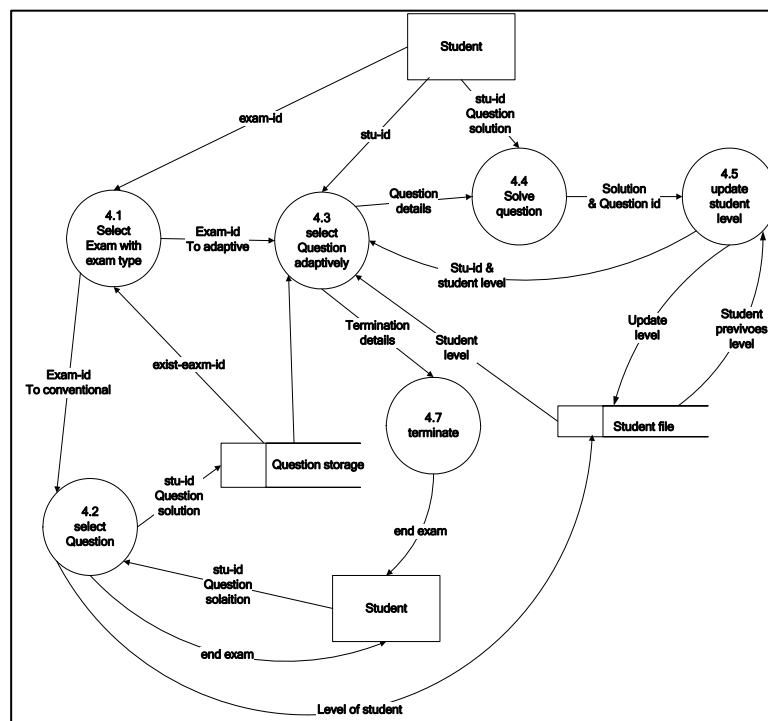 Student
exam-id
stu-id
stu-id
Question
solution
4.1
Select
Exam with
exam type
Exam-id
To adaptive
4.3
select
Question
adaptively
Question
details
4.4
Solve
question
Solution
& Question id
4.5
update
student
level
Stu-id &
student level
Termination
details
Student
level
Update
level
Student
previvoes
level
exist-eaxm-id
Exam-id
To conventional
4.7
terminate
Student file
Question storage
stu-id
Question
solution
4.2
select
Question
end exam
stu-id
Question
solaition
Student
end exam
Level of student